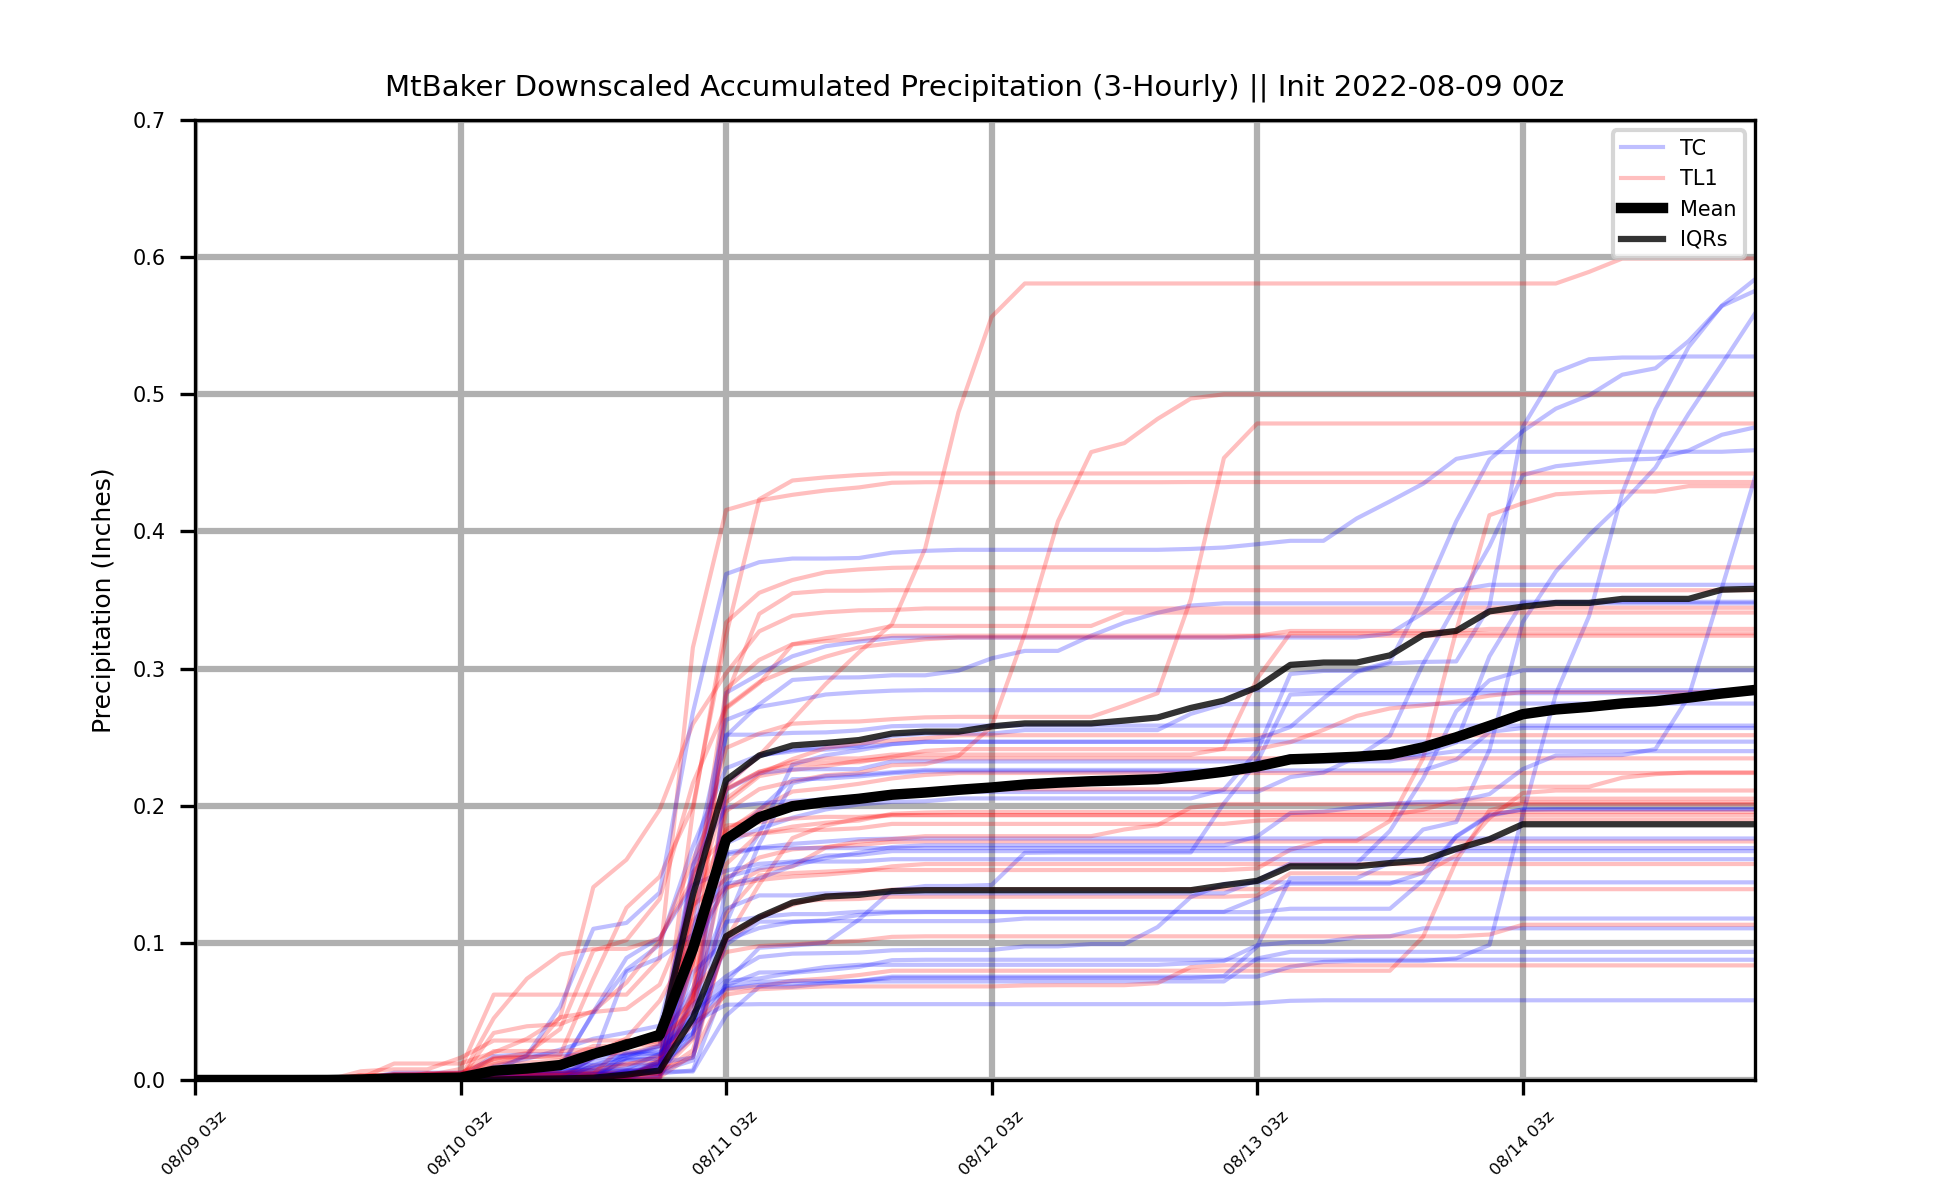 MtBaker Downscaled Accumulated Precipitation (3-Hourly) || Init 2022-08-09 00z
Precipitation (Inches)
0.7
0.6
0.5
0.4
0.3
0.2
0.1
0.0
TC
TL1
Mean
IQRs
08/09 03z
08/10 03z
08/11 03z
08/12 03z
08/13 03z
08/14 03z